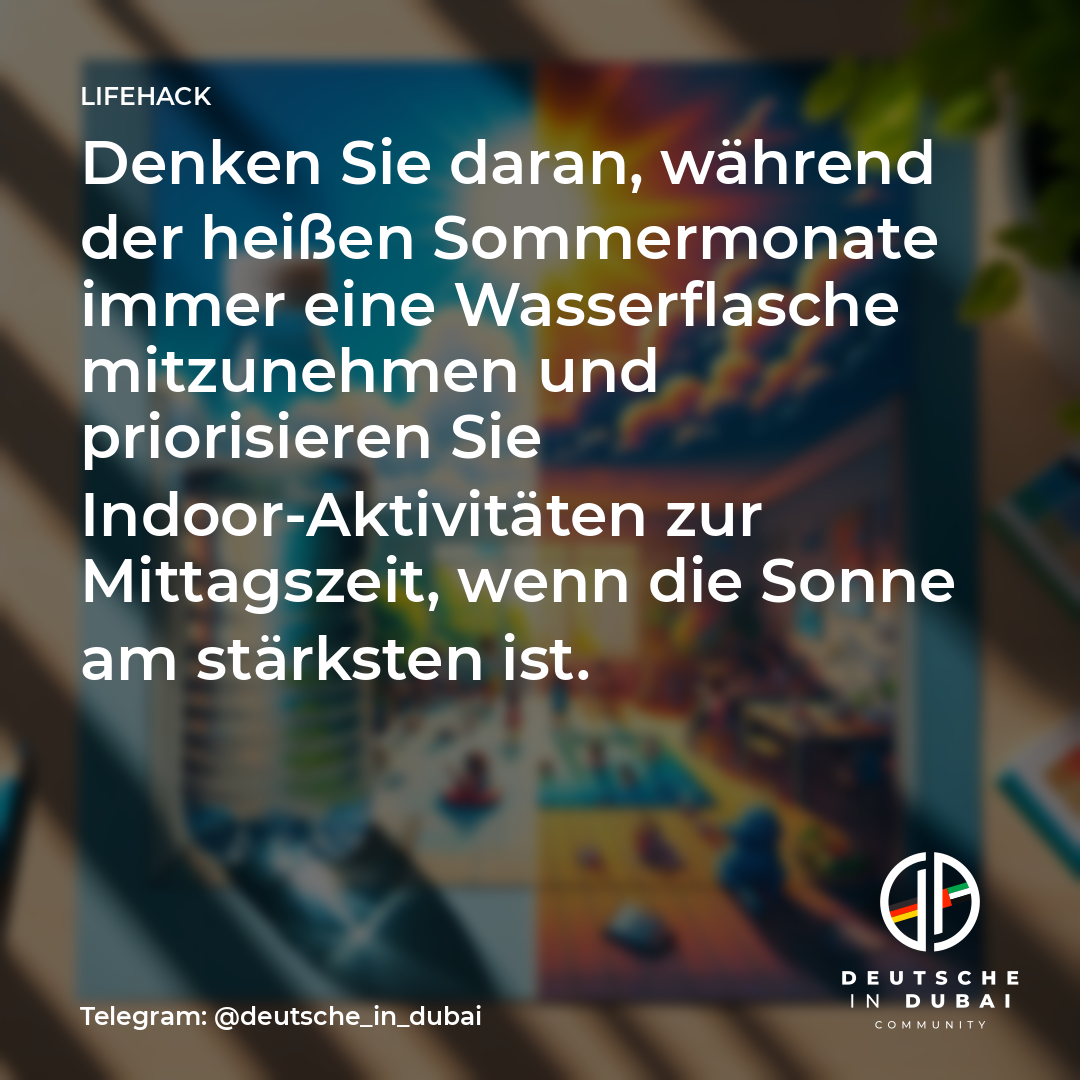 LIFEHACK
Denken Sie daran, während
der heißen Sommermonate
immer eine Wasserflasche
mitzunehmen und
priorisieren Sie
Indoor-Aktivitäten zur
Mittagszeit, wenn die Sonne
am stärksten ist.
Telegram: @deutsche_in_dubai
DEUTSCHE
IN DUBAI
COMMUNITY